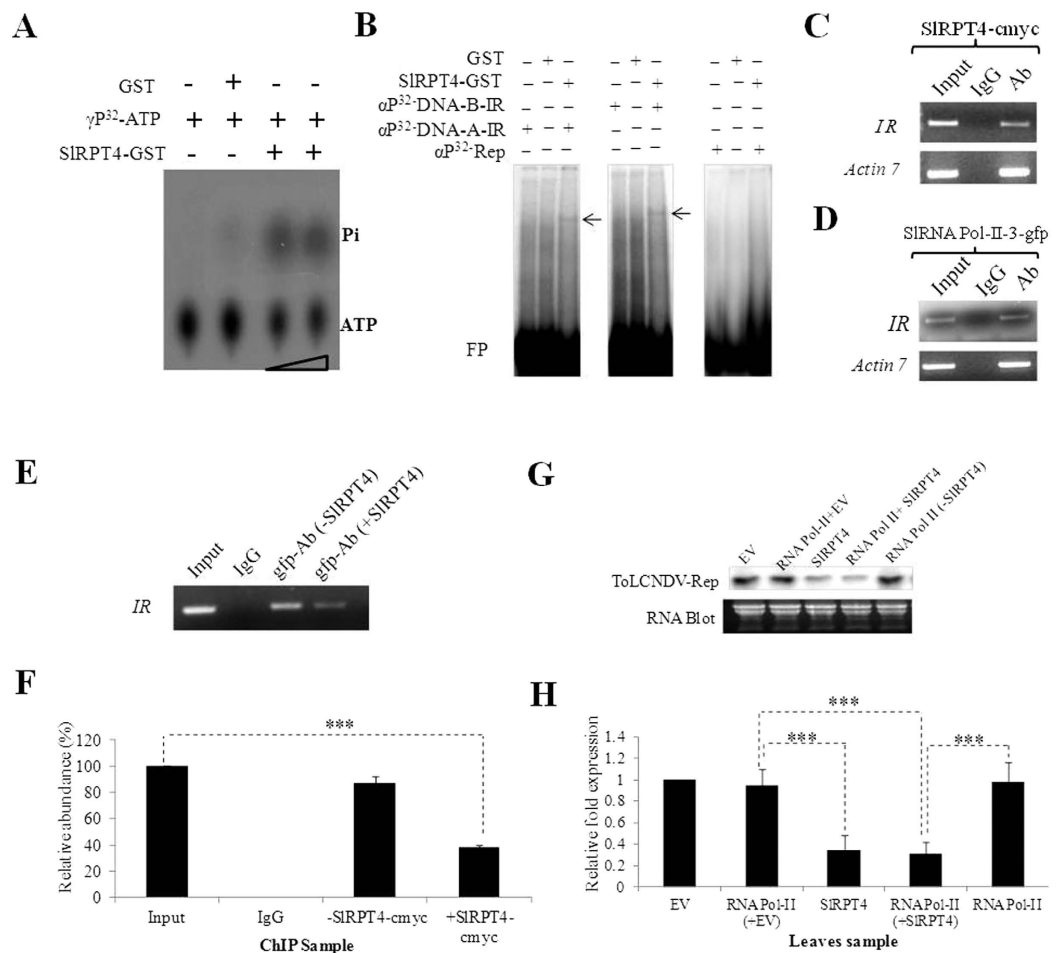 A
GST - + - -
γP³²-ATP + + + +
SlRPT4-GST - - + +
Pi
ATP
B
GST – + – – + – – + –
SlRPT4-GST – – + – – + – – +
αP³²-DNA-B-IR – – – + – + – – –
αP³²-DNA-A-IR + – + – – – – – –
αP³²-Rep – – – – – – + – +
FP
C
SlRPT4-cmyc
Input IgG Ab
IR
Actin 7
D
SlRNA Pol-II-3-gfp
Input IgG Ab
IR
Actin 7
E
Input IgG gfp-Ab (-SlRPT4) gfp-Ab (+SlRPT4)
IR
G
EV RNA Pol-II+EV SlRPT4 RNA Pol II+ SlRPT4 RNA Pol II (-SlRPT4)
ToLCNDV-Rep
RNA Blot
F
Relative abundance (%)
120
100
80
60
40
20
0
***
Input IgG -SlRPT4-cmyc +SlRPT4-
cmyc
ChIP Sample
H
Relative fold expression
1.4
1.2
1
0.8
0.6
0.4
0.2
0
***
*** ***
EV RNA Pol-II SlRPT4 RNA Pol-II RNA Pol-II
(+EV) (+SlRPT4)
Leaves sample